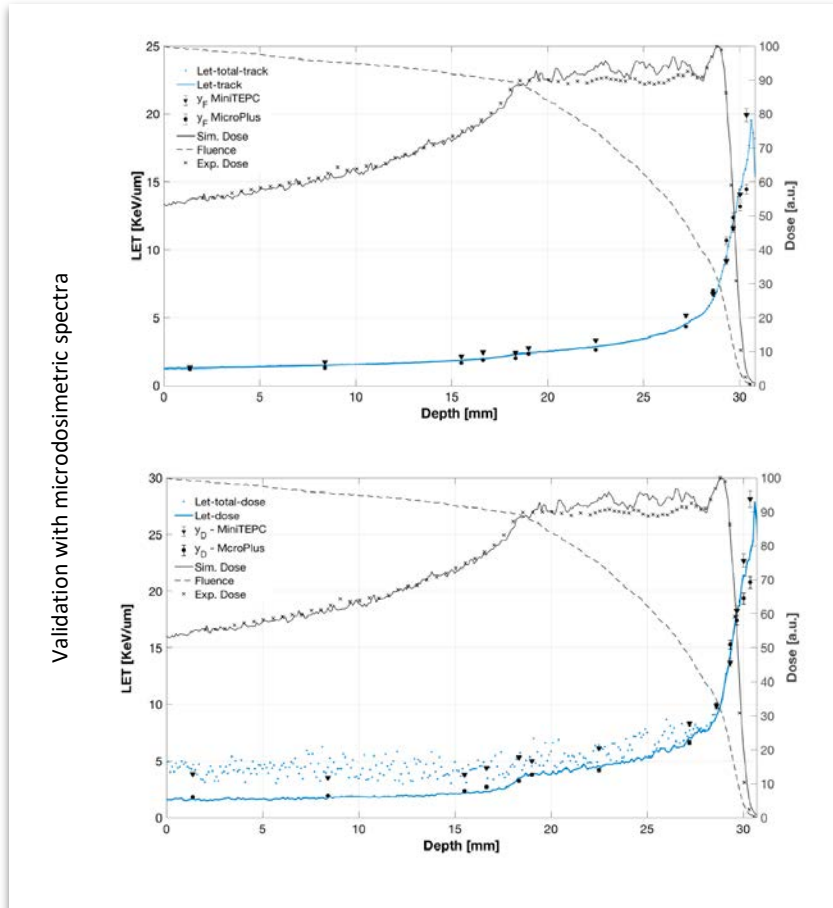 Validation with microdosimetric spectra
25
20
15
10
5
0
LET [KeV/um]
Let-total-track
Let-track
y_F MiniTEPC
y_F MicroPlus
Sim. Dose
Fluence
Exp. Dose
100
90
80
70
60
50
40
30
20
10
0
Dose [a.u.]
0 5 10 15 20 25 30
Depth [mm]
30
25
20
15
10
5
0
LET [KeV/um]
Let-total-dose
Let-dose
y_D - MiniTEPC
y_D - McroPlus
Sim. Dose
Fluence
Exp. Dose
100
90
80
70
60
50
40
30
20
10
0
Dose [a.u.]
0 5 10 15 20 25 30
Depth [mm]